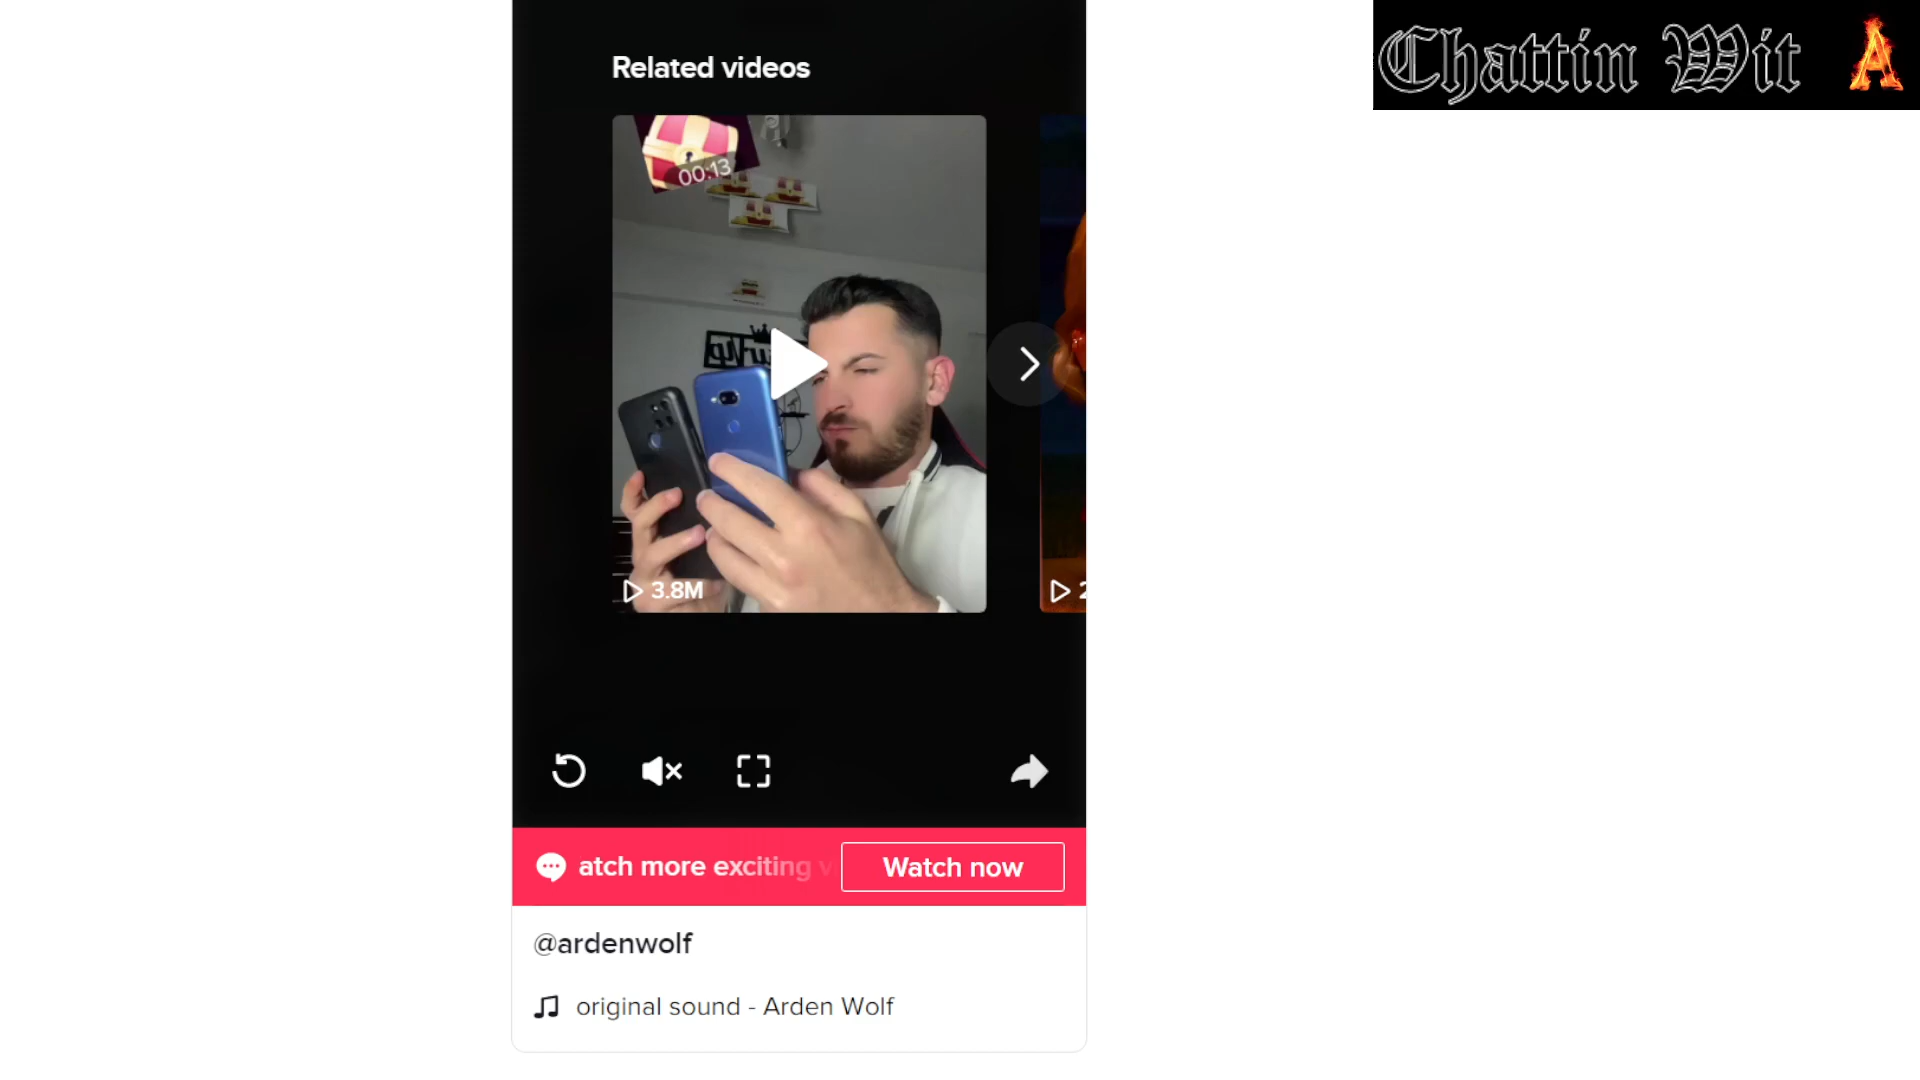 Chattin Wit A
Related videos
00:13
3.8M
atch more exciting v
Watch now
@ardenwolf
original sound - Arden Wolf